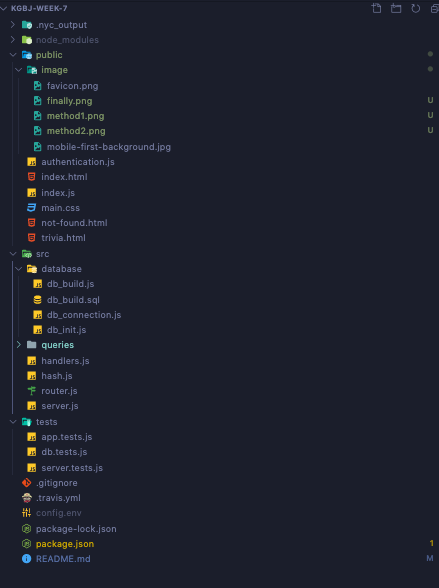 KGBJ-WEEK-7
.nyc_output
node_modules
public
image
favicon.png
finally.png U
method1.png U
method2.png U
mobile-first-background.jpg
authentication.js
index.html
index.js
main.css
not-found.html
trivia.html
src
database
db_build.js
db_build.sql
db_connection.js
db_init.js
queries
handlers.js
hash.js
router.js
server.js
tests
app.tests.js
db.tests.js
server.tests.js
.gitignore
.travis.yml
config.env
package-lock.json
package.json 1
README.md M